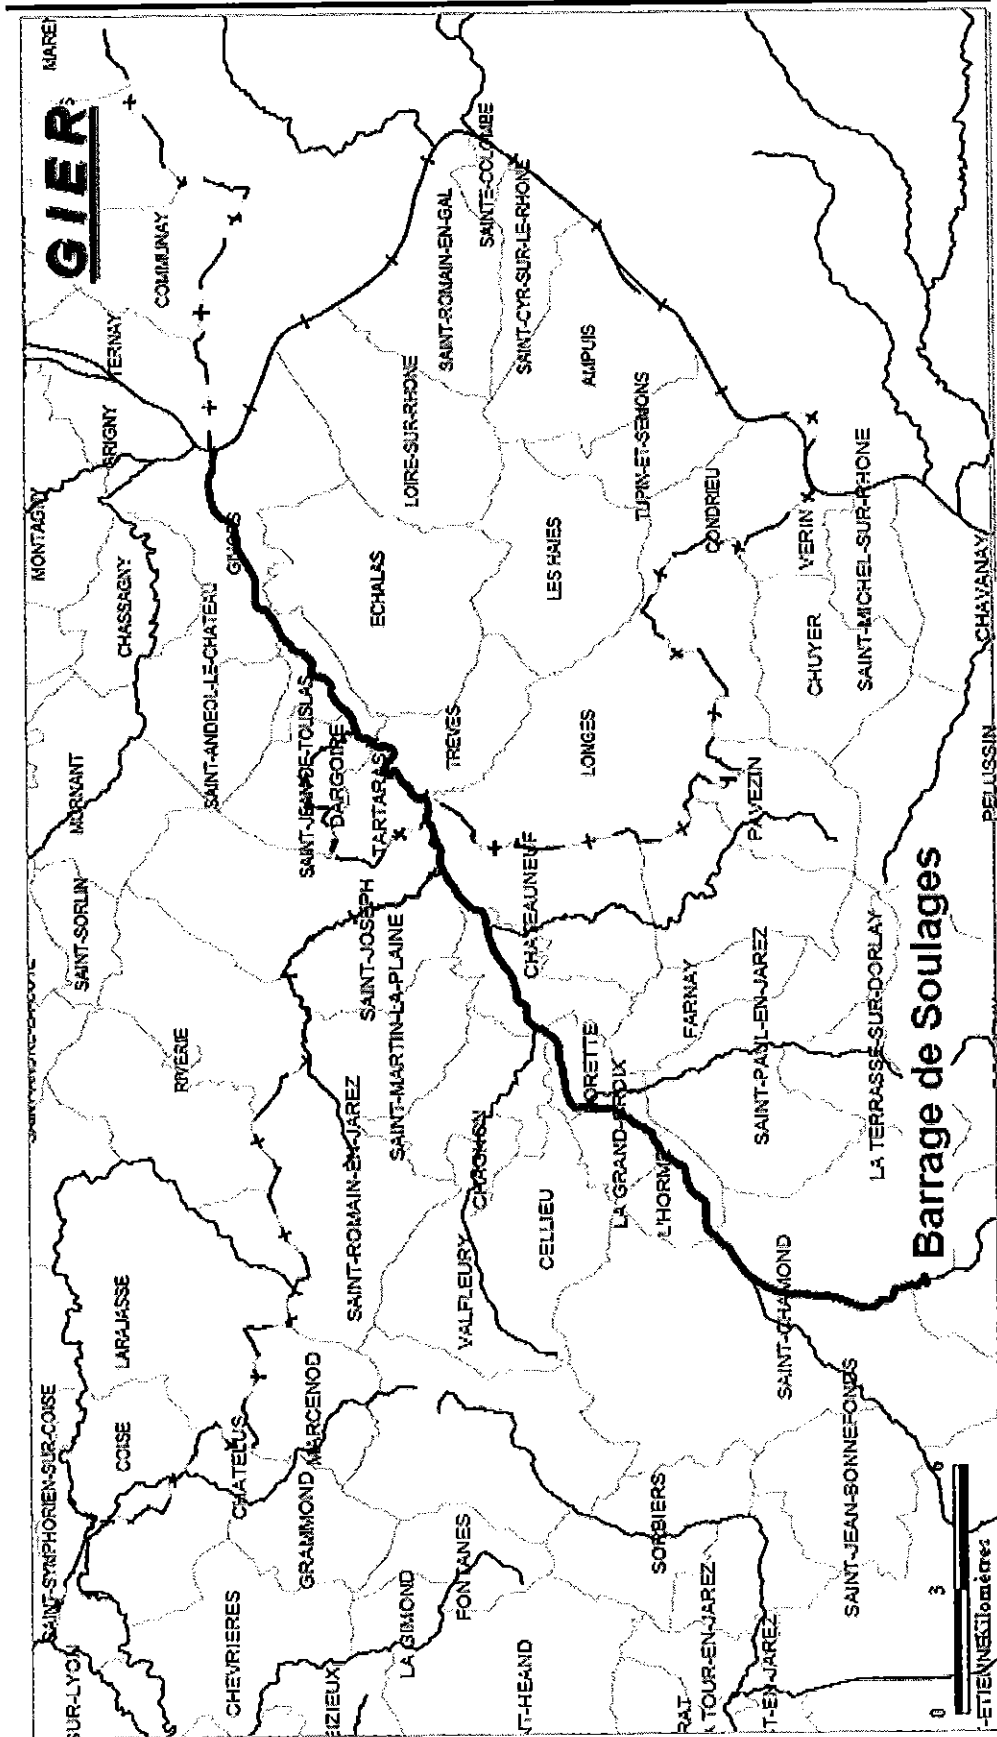 GIER
COMMUNAY
TERNAY
MONTAGNY
CHASSAGNY
MORNANT
SAINT-SORLIN
RIVERIE
LARAJASSE
COISE
SAINT-SYMPHORIEN-SUR-COISE
SUR-LYON
SAINT-ANDEOL-LE-CHATEAU
GIVORS
CHATELUS
CHEVRIERES
SAINT-JEAN-DE-TOUSLAS
DARGOIRE
TARTARAS
MARCENOD
GRAMMOND
ECHALAS
LOIRE-SUR-RHONE
SAINT-JOSEPH
SAINT-MARTIN-LA-PLAINE
SAINT-ROMAIN-EN-JAREZ
LA GIMOND
SAINT-ROMAIN-EN-GAL
SAINTE-COLOMBE
SAINT-CYR-SUR-LE-RHONE
TREVES
CHAGNON
VALFLEURY
FONTANES
AMPUIS
LES HAIES
LONGES
CHATEAUNEUF
CELLIEU
TUPIN-ET-SEMONS
LORETTE
LA GRAND-CROIX
L'HORME
SORBIERS
CONDRIEU
FARNAY
PAVEZIN
SAINT-PAUL-EN-JAREZ
SAINT-CHAMOND
VERIN
CHUYER
SAINT-MICHEL-SUR-RHONE
LA TERRASSE-SUR-DORLAY
SAINT-JEAN-BONNEFONDS
Barrage de Soulages
CHAVANAY
PELUSSIN
0 3 6
Kilomètres